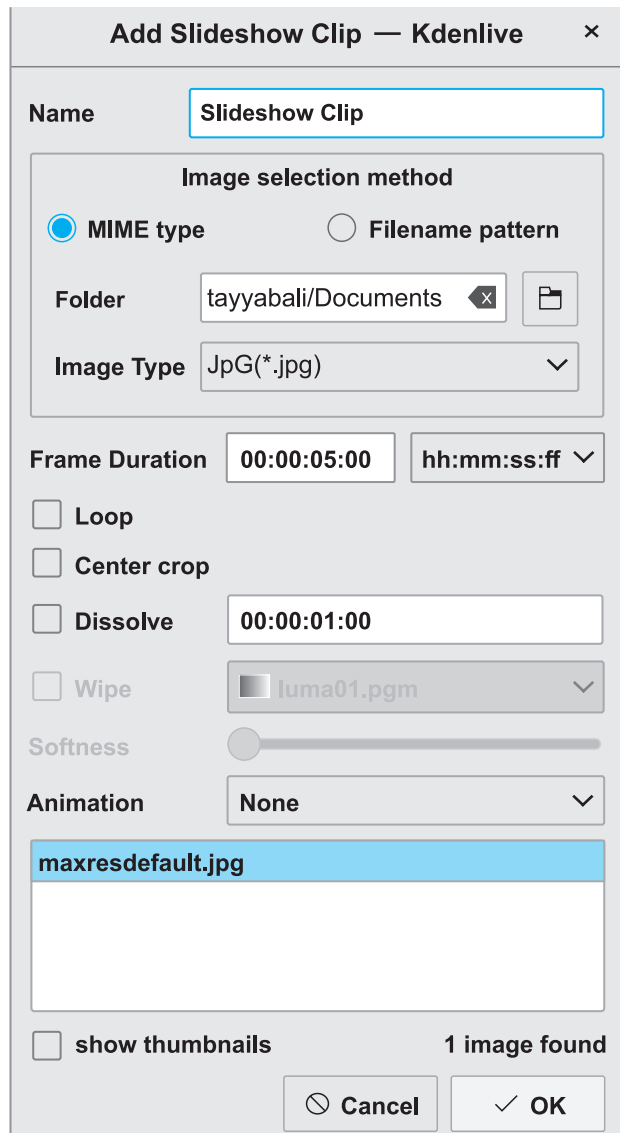 Add Slideshow Clip — Kdenlive ×
Name Slideshow Clip
Image selection method
MIME type Filename pattern
Folder tayyabali/Documents
Image Type JpG(*.jpg)
Frame Duration 00:00:05:00 hh:mm:ss:ff
Loop
Center crop
Dissolve 00:00:01:00
Wipe luma01.pgm
Softness
Animation None
maxresdefault.jpg
show thumbnails 1 image found
Cancel OK